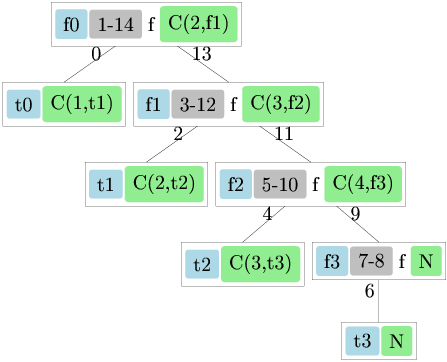 f0 1-14 f C(2,f1)
0 13
t0 C(1,t1) f1 3-12 f C(3,f2)
2 11
t1 C(2,t2) f2 5-10 f C(4,f3)
4 9
t2 C(3,t3) f3 7-8 f N
6
t3 N